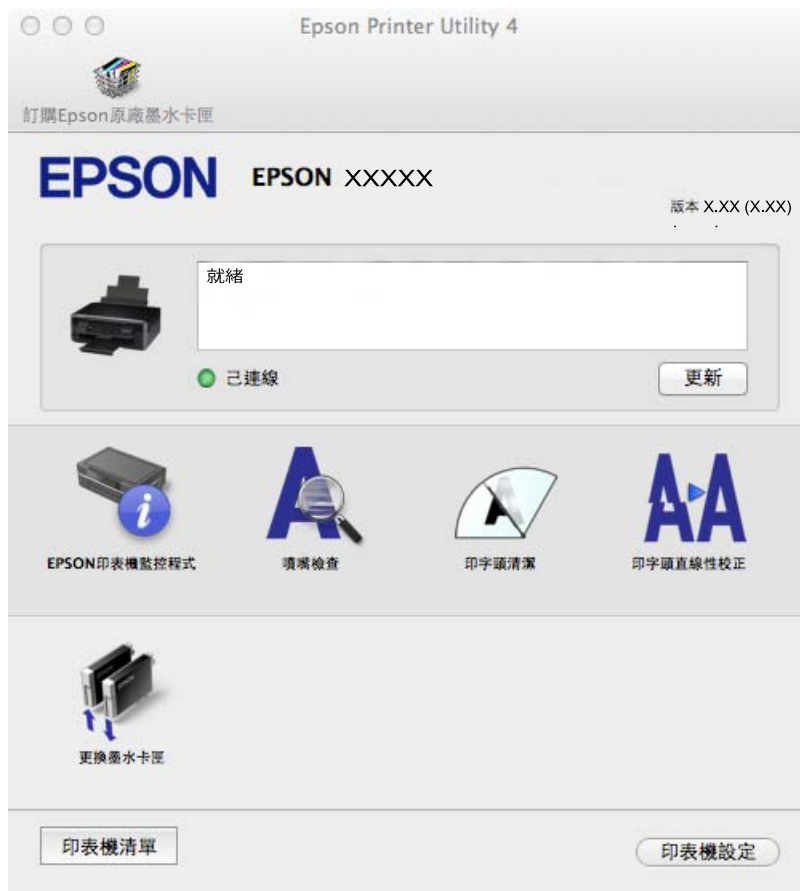 Epson Printer Utility 4
訂購Epson原廠墨水卡匣
EPSON EPSON XXXXX
版本 X.XX (X.XX)
就緒
己連線 更新
EPSON印表機監控程式 噴嘴檢查 印字頭清潔 印字頭直線性校正
更換墨水卡匣
印表機清單 印表機設定